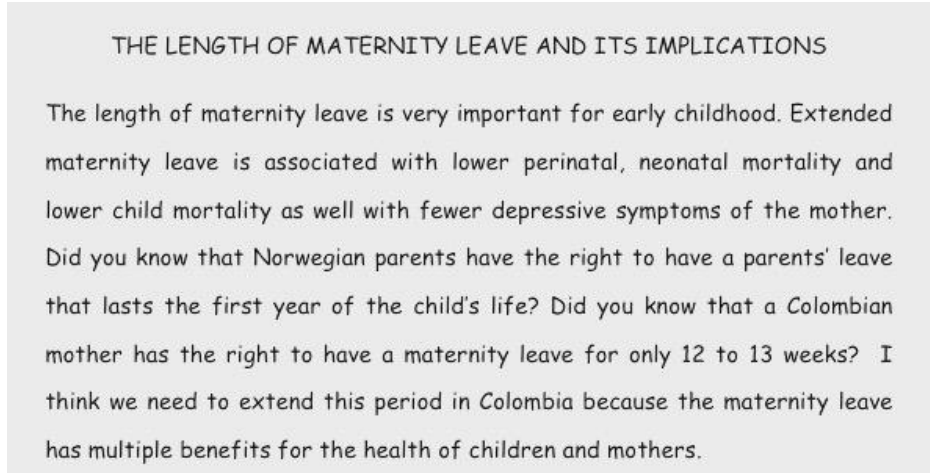 THE LENGTH OF MATERNITY LEAVE AND ITS IMPLICATIONS
The length of maternity leave is very important for early childhood. Extended
maternity leave is associated with lower perinatal, neonatal mortality and
lower child mortality as well with fewer depressive symptoms of the mother.
Did you know that Norwegian parents have the right to have a parents' leave
that lasts the first year of the child's life? Did you know that a Colombian
mother has the right to have a maternity leave for only 12 to 13 weeks? I
think we need to extend this period in Colombia because the maternity leave
has multiple benefits for the health of children and mothers.